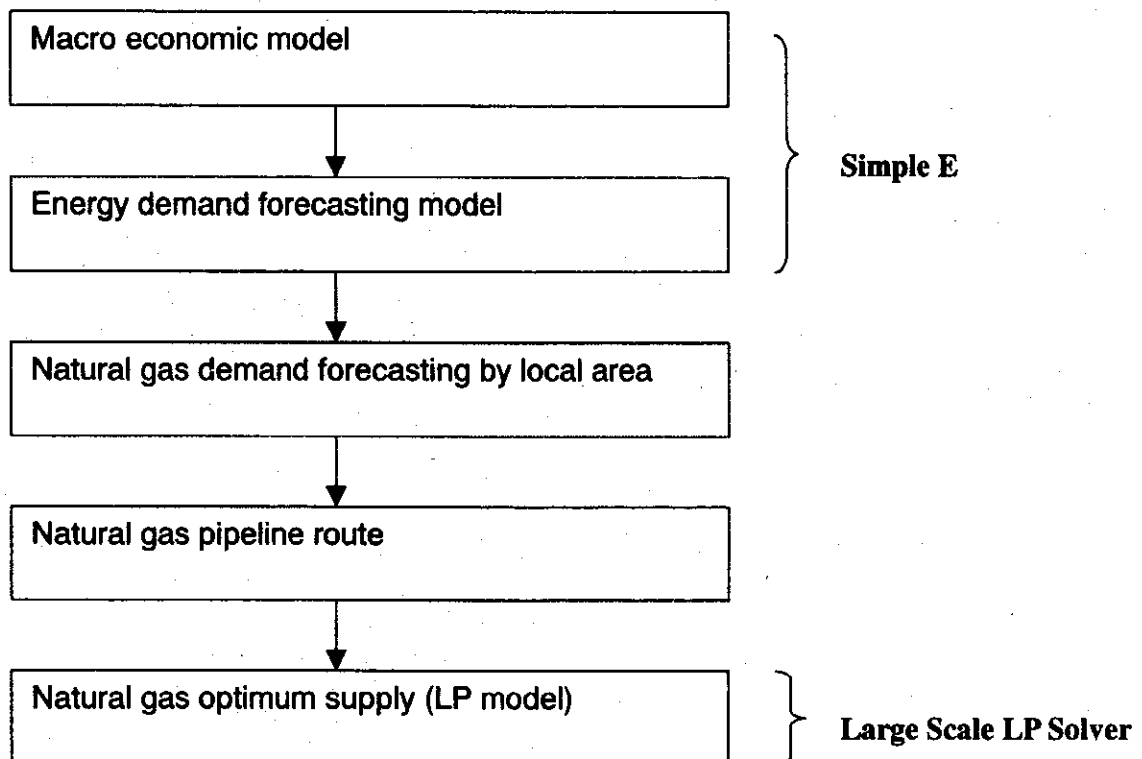 Macro economic model
Simple E
Energy demand forecasting model
Natural gas demand forecasting by local area
Natural gas pipeline route
Natural gas optimum supply (LP model)
Large Scale LP Solver